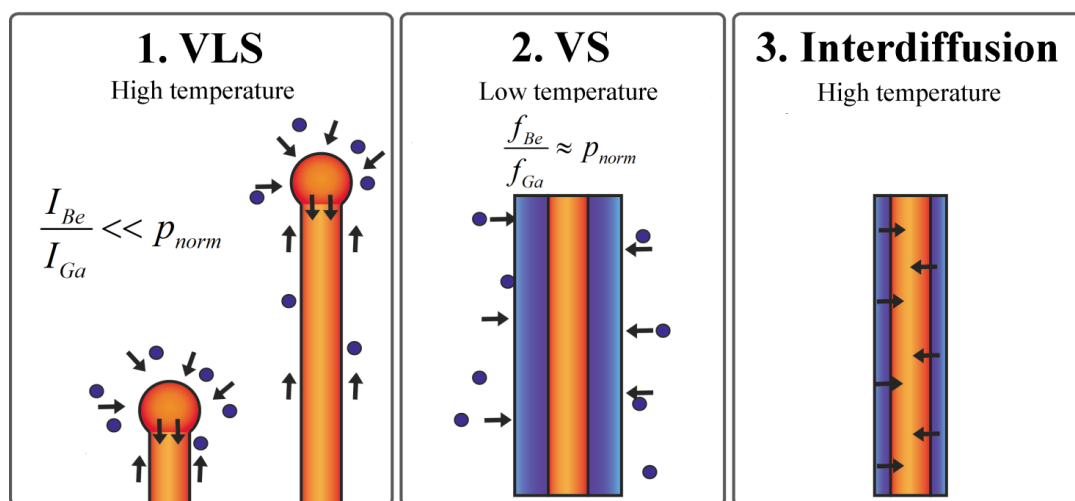 1. VLS
High temperature
I_Be / I_Ga << p_norm
2. VS
Low temperature
f_Be / f_Ga ≈ p_norm
3. Interdiffusion
High temperature